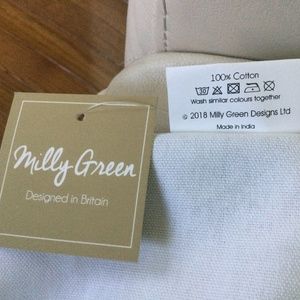 Milly Green
Designed in Britain
100% Cotton
Wash similar colours together
© 2018 Milly Green Designs Ltd
Made in India